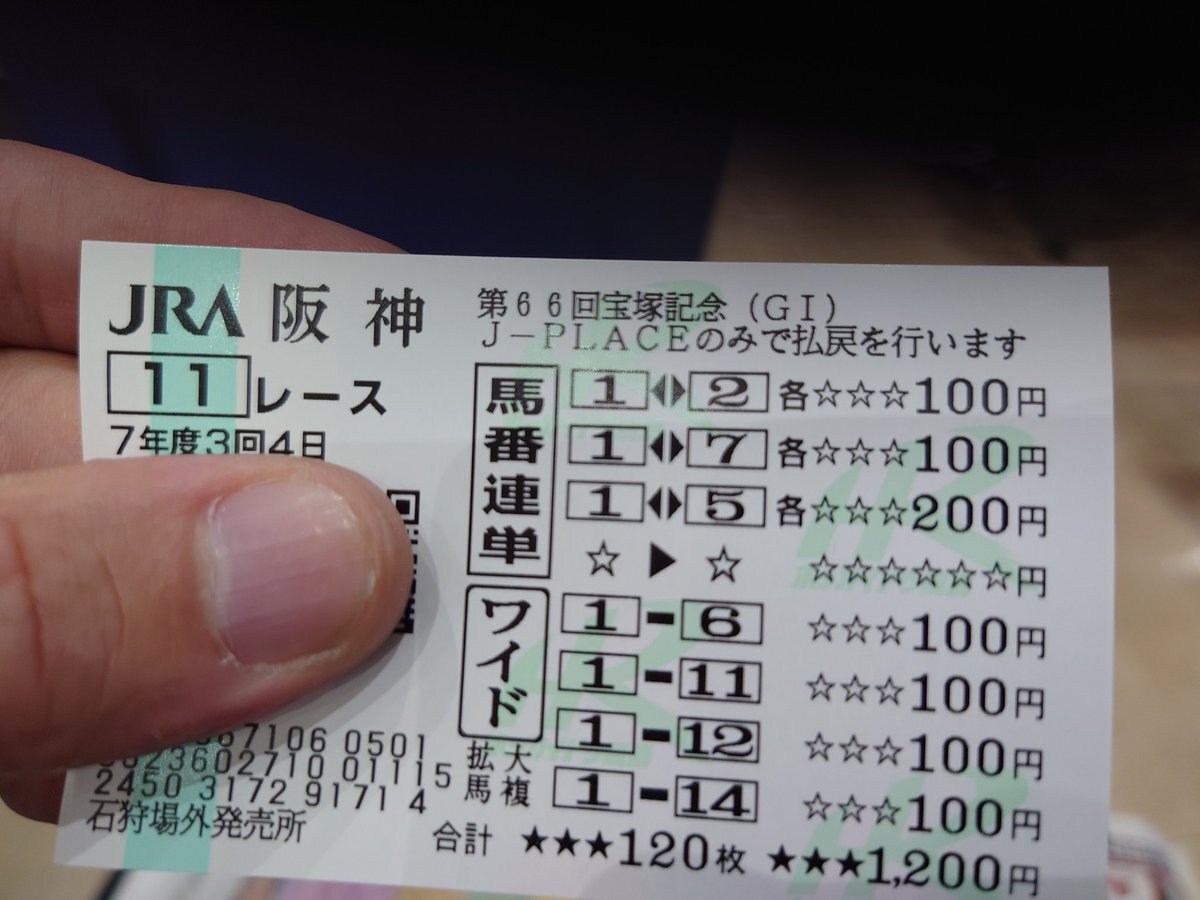 JRA 阪神
11 レース
7年度3回4日
第66回宝塚記念(GI)
J-PLACEのみで払戻を行います
馬番連単
1 ◀▶ 2 各☆☆☆100円
1 ◀▶ 7 各☆☆☆100円
1 ◀▶ 5 各☆☆☆200円
☆ ▶ ☆ ☆☆☆☆☆☆円
ワイド
拡大馬複
1 - 6 ☆☆☆100円
1 - 11 ☆☆☆100円
1 - 12 ☆☆☆100円
1 - 14 ☆☆☆100円
7106 0501
23602710 011115
2450 3172 91714
石狩場外発売所
合計 ★★★120枚 ★★★1,200円